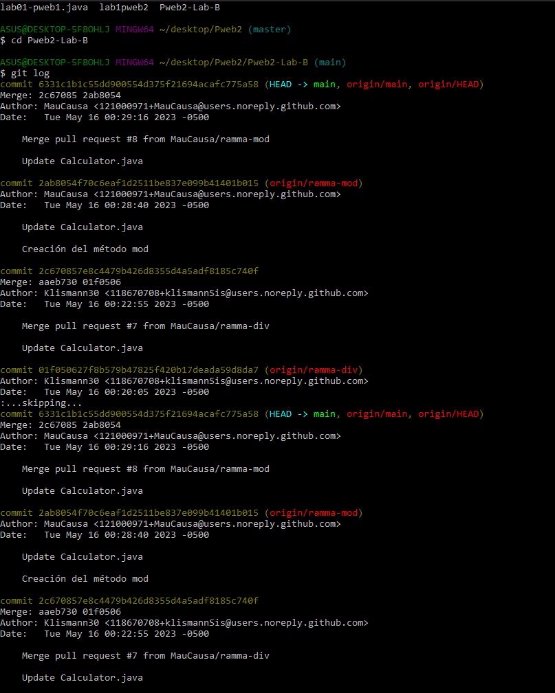 lab01-pweb1.java  lab1pweb2  Pweb2-Lab-B
ASUS@DESKTOP-5F8OHLJ MINGW64 ~/desktop/Pweb2 (master)
$ cd Pweb2-Lab-B
ASUS@DESKTOP-5F8OHLJ MINGW64 ~/desktop/Pweb2/Pweb2-Lab-B (main)
$ git log
commit 6331c1b1c55dd900554d375f21694acafc775a58 (HEAD -> main, origin/main, origin/HEAD)
Merge: 2c67085 2ab8054
Author: MauCausa <121000971+MauCausa@users.noreply.github.com>
Date:   Tue May 16 00:29:16 2023 -0500
Merge pull request #8 from MauCausa/ramma-mod
Update Calculator.java
commit 2ab8054f70c6eaf1d2511be837e099b41401b015 (origin/ramma-mod)
Author: MauCausa <121000971+MauCausa@users.noreply.github.com>
Date:   Tue May 16 00:28:40 2023 -0500
Update Calculator.java
Creación del método mod
commit 2c670857e8c4479b426d8355d4a5adf8185c740f
Merge: aaeb730 01f0506
Author: Klismann30 <118670708+klismannSis@users.noreply.github.com>
Date:   Tue May 16 00:22:55 2023 -0500
Merge pull request #7 from MauCausa/ramma-div
Update Calculator.java
commit 01f050627f8b579b47825f420b17deada59d8da7 (origin/ramma-div)
Author: Klismann30 <118670708+klismannSis@users.noreply.github.com>
Date:   Tue May 16 00:20:05 2023 -0500
:...skipping...
commit 6331c1b1c55dd900554d375f21694acafc775a58 (HEAD -> main, origin/main, origin/HEAD)
Merge: 2c67085 2ab8054
Author: MauCausa <121000971+MauCausa@users.noreply.github.com>
Date:   Tue May 16 00:29:16 2023 -0500
Merge pull request #8 from MauCausa/ramma-mod
Update Calculator.java
commit 2ab8054f70c6eaf1d2511be837e099b41401b015 (origin/ramma-mod)
Author: MauCausa <121000971+MauCausa@users.noreply.github.com>
Date:   Tue May 16 00:28:40 2023 -0500
Update Calculator.java
Creación del método mod
commit 2c670857e8c4479b426d8355d4a5adf8185c740f
Merge: aaeb730 01f0506
Author: Klismann30 <118670708+klismannSis@users.noreply.github.com>
Date:   Tue May 16 00:22:55 2023 -0500
Merge pull request #7 from MauCausa/ramma-div
Update Calculator.java